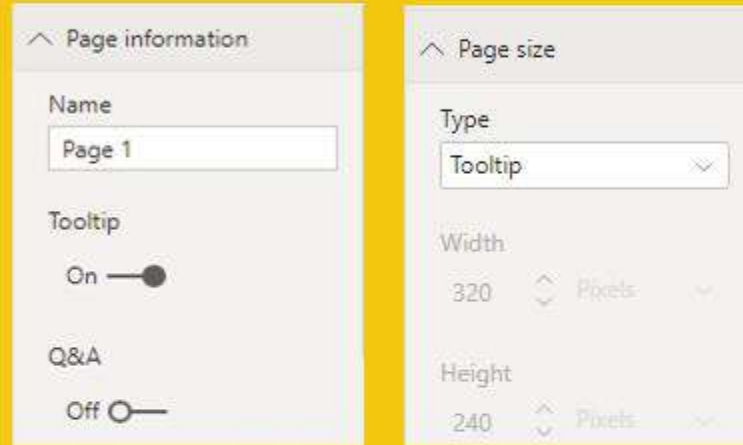 Page information
Name
Page 1
Tooltip
On
Q&A
Off
Page size
Type
Tooltip
Width
320 Pixels
Height
240 Pixels